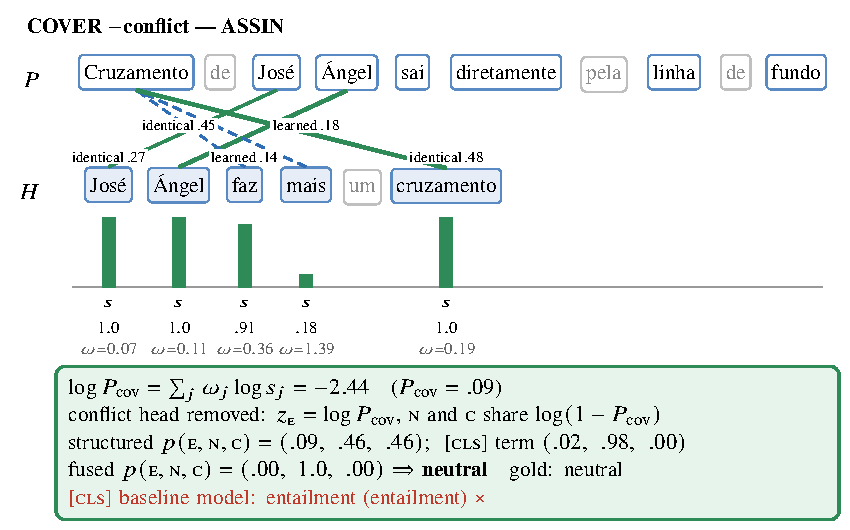 COVER −conflict — ASSIN
P Cruzamento de José Ángel sai diretamente pela linha de fundo
identical .45 learned .18
identical .27 learned .14 identical .48
H José Ángel faz mais um cruzamento
s s s s s
1.0 1.0 .91 .18 1.0
ω=0.07 ω=0.11 ω=0.36 ω=1.39 ω=0.19
log P_cov = ∑_j ω_j log s_j = −2.44 (P_cov = .09)
conflict head removed: z_E = log P_cov, N and C share log(1 − P_cov)
structured p(E, N, C) = (.09, .46, .46); [CLS] term (.02, .98, .00)
fused p(E, N, C) = (.00, 1.0, .00) ⟹ neutral gold: neutral
[CLS] baseline model: entailment (entailment) ×